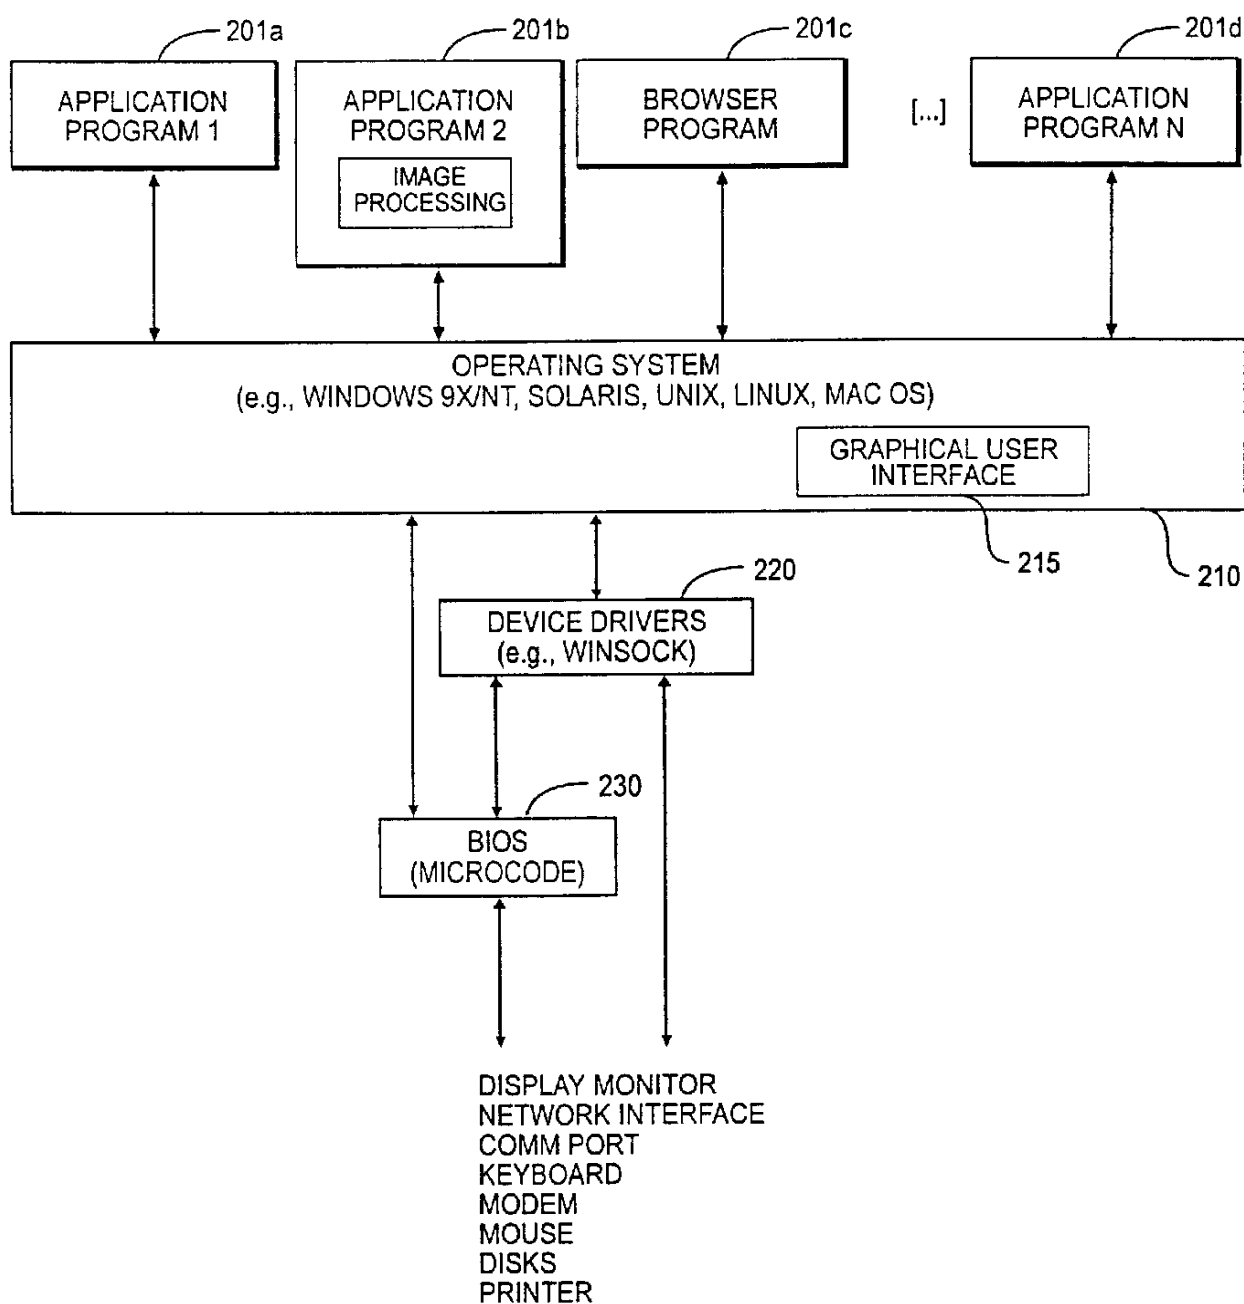 201a
201b
201c
201d
APPLICATION
PROGRAM 1
APPLICATION
PROGRAM 2
IMAGE
PROCESSING
BROWSER
PROGRAM
[...]
APPLICATION
PROGRAM N
OPERATING SYSTEM
(e.g., WINDOWS 9X/NT, SOLARIS, UNIX, LINUX, MAC OS)
GRAPHICAL USER
INTERFACE
215
210
220
DEVICE DRIVERS
(e.g., WINSOCK)
230
BIOS
(MICROCODE)
DISPLAY MONITOR
NETWORK INTERFACE
COMM PORT
KEYBOARD
MODEM
MOUSE
DISKS
PRINTER